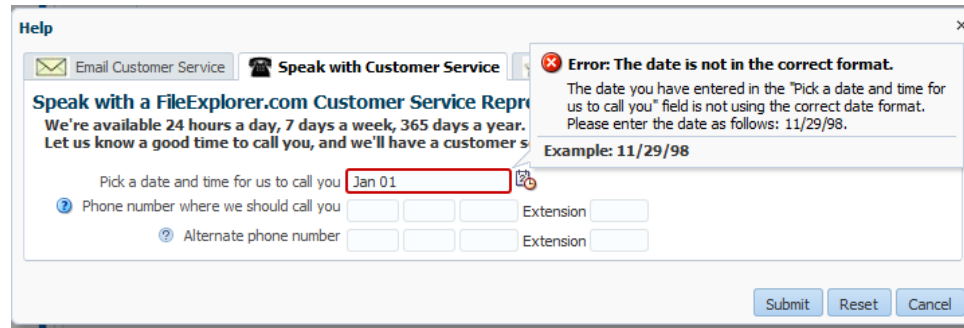 Help
Email Customer Service
Speak with Customer Service
Error: The date is not in the correct format.
The date you have entered in the "Pick a date and time for
us to call you" field is not using the correct date format.
Please enter the date as follows: 11/29/98.
Example: 11/29/98
Speak with a FileExplorer.com Customer Service
We're available 24 hours a day, 7 days a week, 365 days a year.
Let us know a good time to call you, and we'll have a customer
Pick a date and time for us to call you Jan 01
Phone number where we should call you Extension
Alternate phone number Extension
Submit Reset Cancel